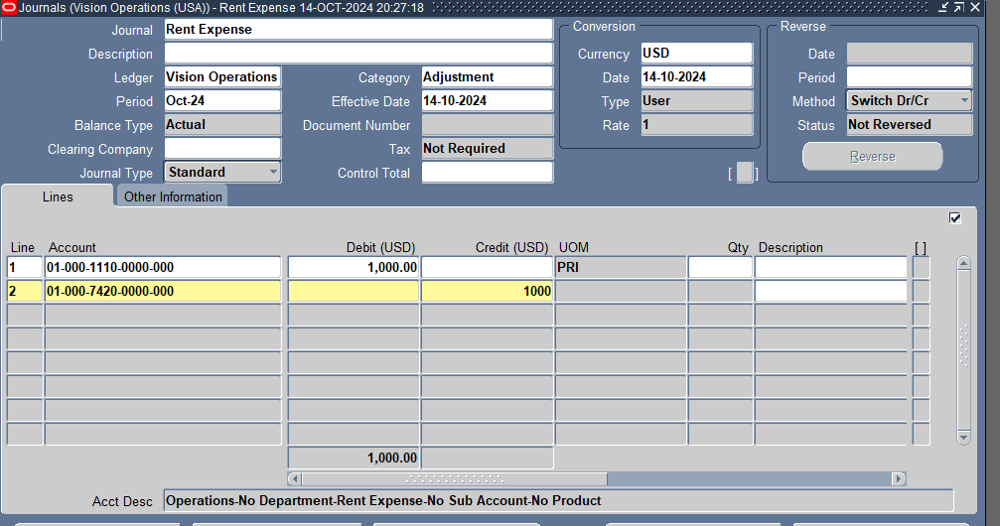 Journals (Vision Operations (USA)) - Rent Expense 14-OCT-2024 20:27:18
Journal Rent Expense
Description
Ledger Vision Operations Category Adjustment
Period Oct-24 Effective Date 14-10-2024
Balance Type Actual Document Number
Clearing Company Tax Not Required
Journal Type Standard Control Total
Conversion
Currency USD
Date 14-10-2024
Type User
Rate 1
Reverse
Date
Period
Method Switch Dr/Cr
Status Not Reversed
Reverse
[ ]
Lines Other Information
Line Account Debit (USD) Credit (USD) UOM Qty Description [ ]
1 01-000-1110-0000-000 1,000.00 PRI
2 01-000-7420-0000-000 1000
1,000.00
Acct Desc Operations-No Department-Rent Expense-No Sub Account-No Product